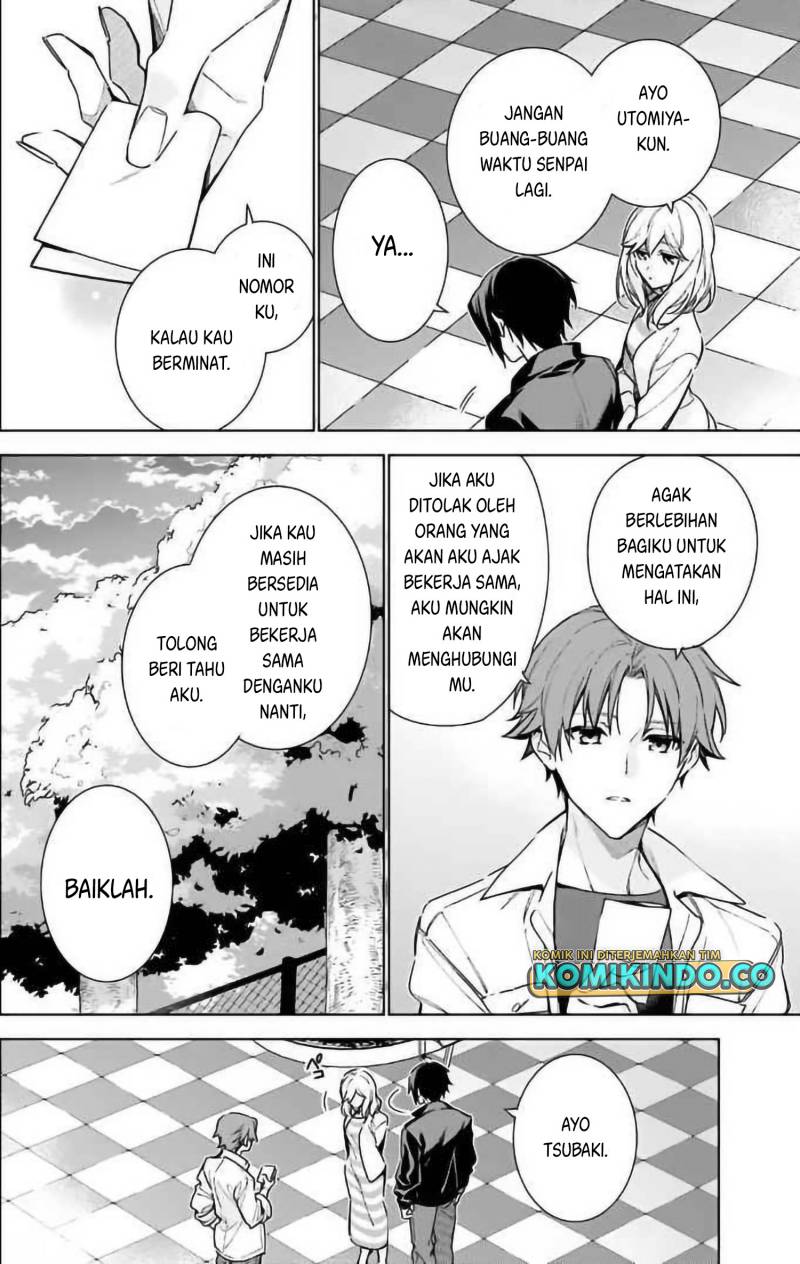 AYO
UTOMIYA-
KUN.
JANGAN
BUANG-BUANG
WAKTU SENPAI
LAGI.
YA...
INI
NOMOR
KU,
KALAU KAU
BERMINAT.
AGAK
BERLEBIHAN
BAGIKU UNTUK
MENGATAKAN
HAL INI,
JIKA AKU
DITOLAK OLEH
ORANG YANG
AKAN AKU AJAK
BEKERJA SAMA,
AKU MUNGKIN
AKAN
MENGHUBUNGI
MU.
JIKA KAU
MASIH
BERSEDIA
UNTUK
BEKERJA
SAMA
DENGANKU
NANTI,
TOLONG
BERI TAHU
AKU.
BAIKLAH.
KOMIK INI DITERJEMAHKAN TIM
KOMIKINDO.CO
ペコ
AYO
TSUBAKI.